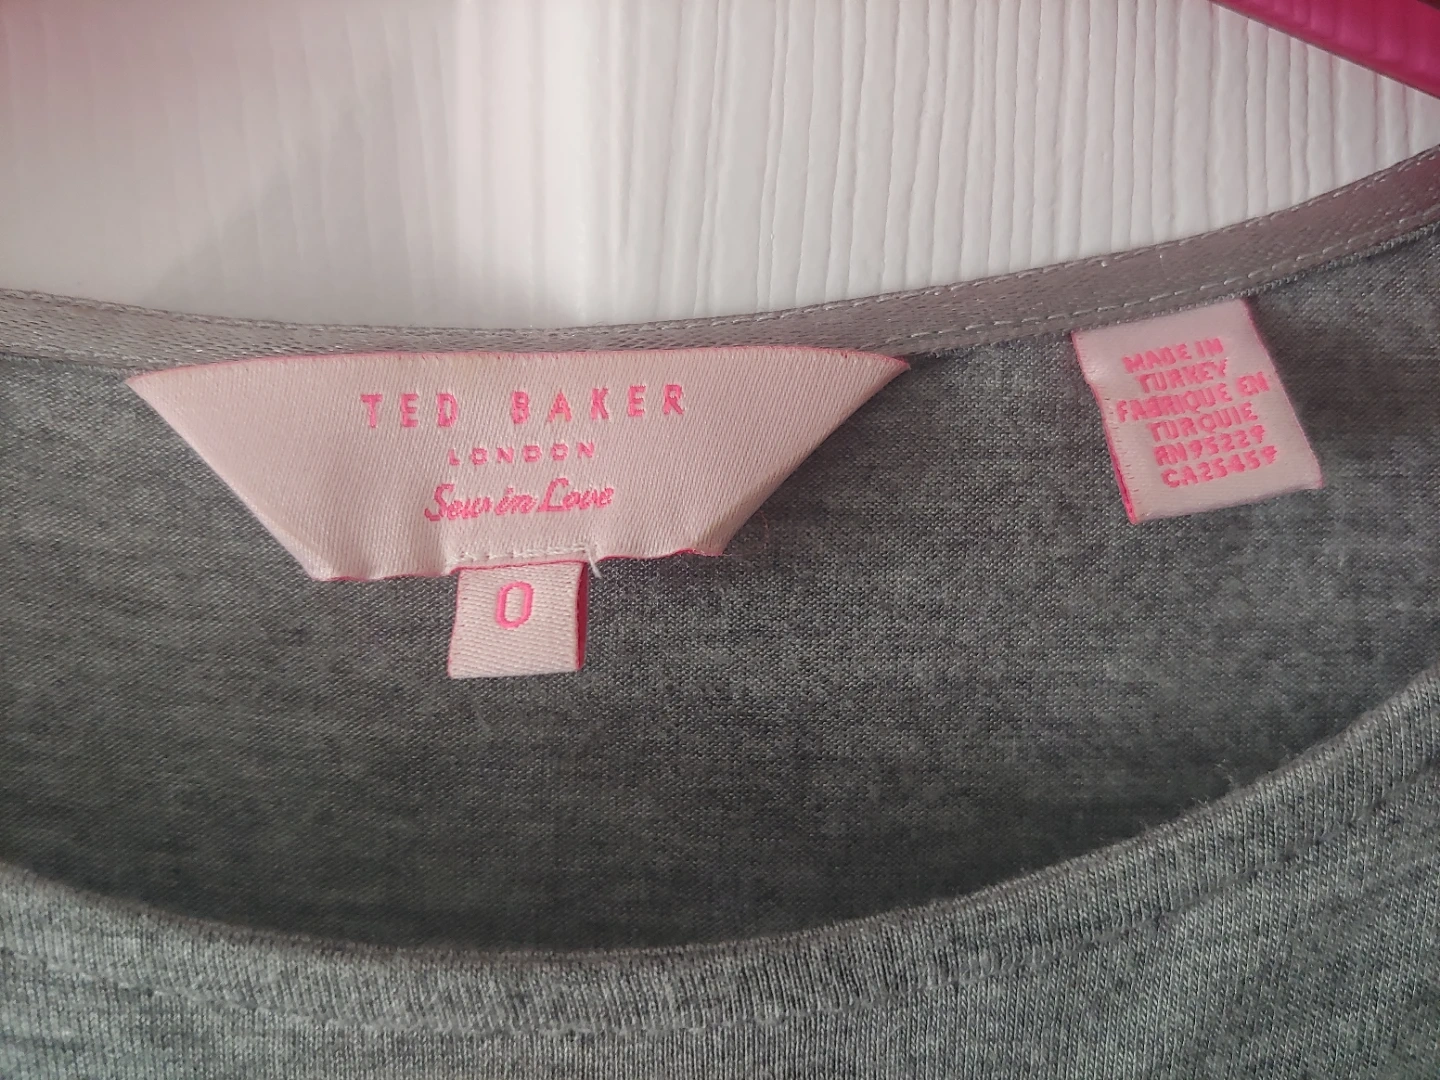 TED BAKER
LONDON
Sew in Love
0
MADE IN
TURKEY
FABRIQUE EN
TURQUIE
RN95229
CA25459